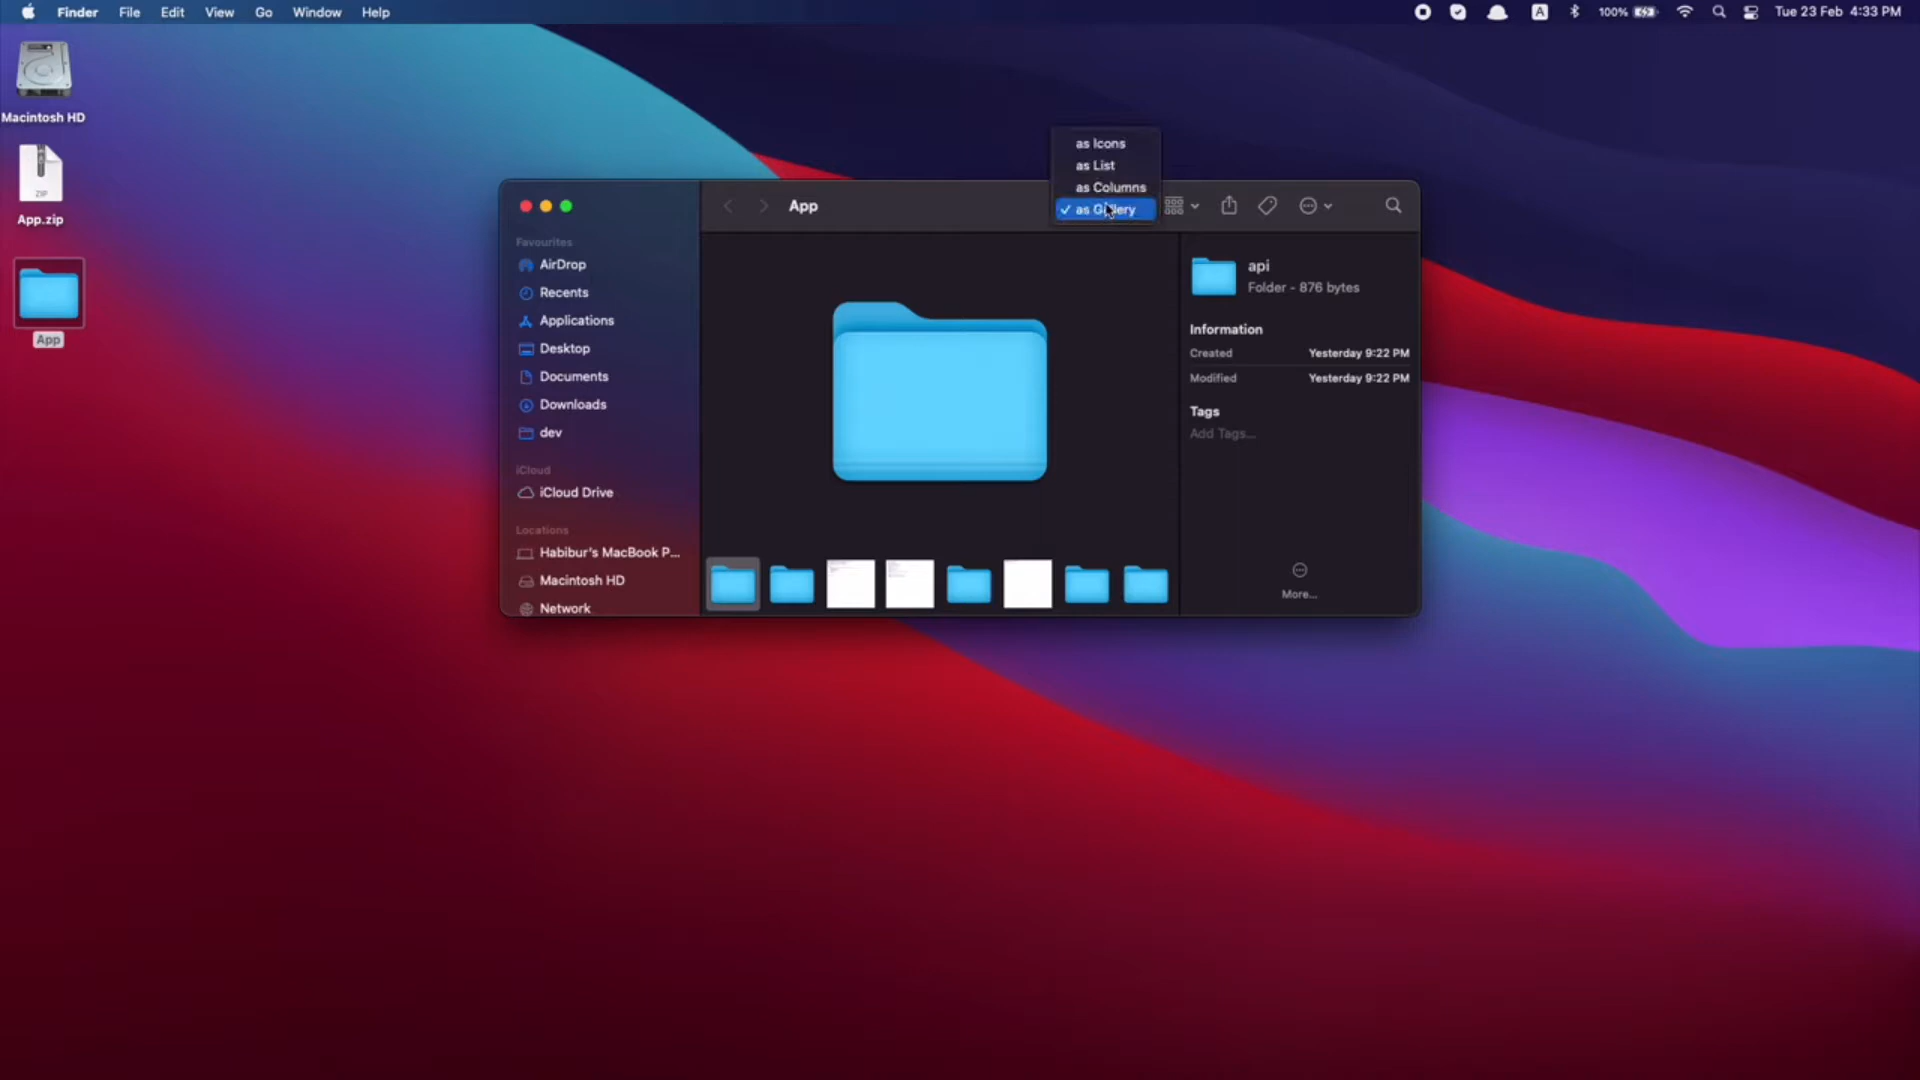 Finder File Edit View Go Window Help
A 100% Tue 23 Feb 4:33 PM
Macintosh HD
ZIP
App.zip
App
as Icons
as List
as Columns
✓ as Gallery
App
Favourites
AirDrop
Recents
Applications
Desktop
Documents
Downloads
dev
iCloud
iCloud Drive
Locations
Habibur's MacBook P...
Macintosh HD
Network
api
Folder - 876 bytes
Information
Created Yesterday 9:22 PM
Modified Yesterday 9:22 PM
Tags
Add Tags...
More...